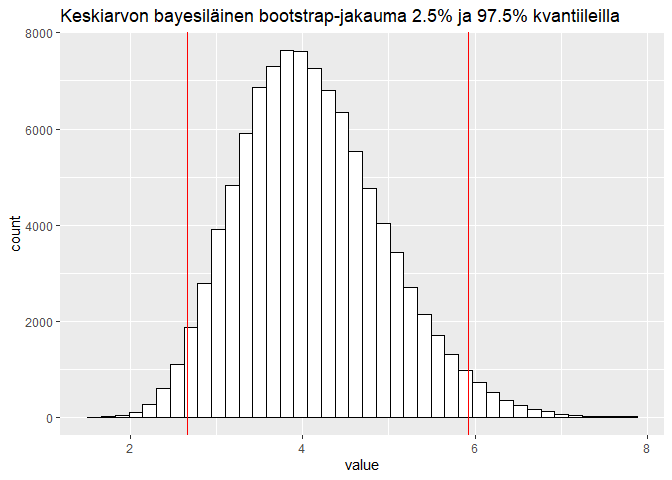 Keskiarvon bayesiläinen bootstrap-jakauma 2.5% ja 97.5% kvantiileilla
8000
6000
4000
2000
0
count
2 4 6 8
value